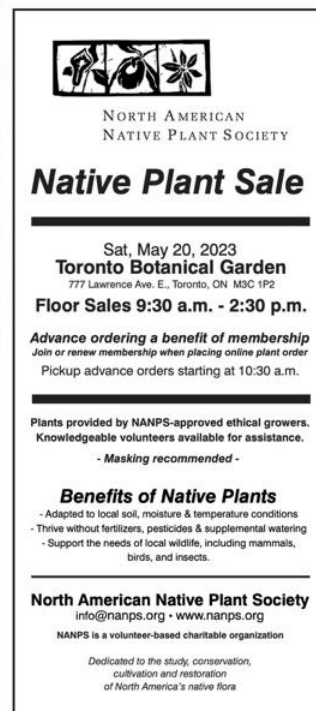 NORTH AMERICAN
NATIVE PLANT SOCIETY
Native Plant Sale
Sat, May 20, 2023
Toronto Botanical Garden
777 Lawrence Ave. E., Toronto, ON M3C 1P2
Floor Sales 9:30 a.m. - 2:30 p.m.
Advance ordering a benefit of membership
Join or renew membership when placing online plant order
Pickup advance orders starting at 10:30 a.m.
Plants provided by NANPS-approved ethical growers.
Knowledgeable volunteers available for assistance.
- Masking recommended -
Benefits of Native Plants
- Adapted to local soil, moisture & temperature conditions
- Thrive without fertilizers, pesticides & supplemental watering
- Support the needs of local wildlife, including mammals,
birds, and insects.
North American Native Plant Society
info@nanps.org • www.nanps.org
NANPS is a volunteer-based charitable organization
Dedicated to the study, conservation,
cultivation and restoration
of North America's native flora